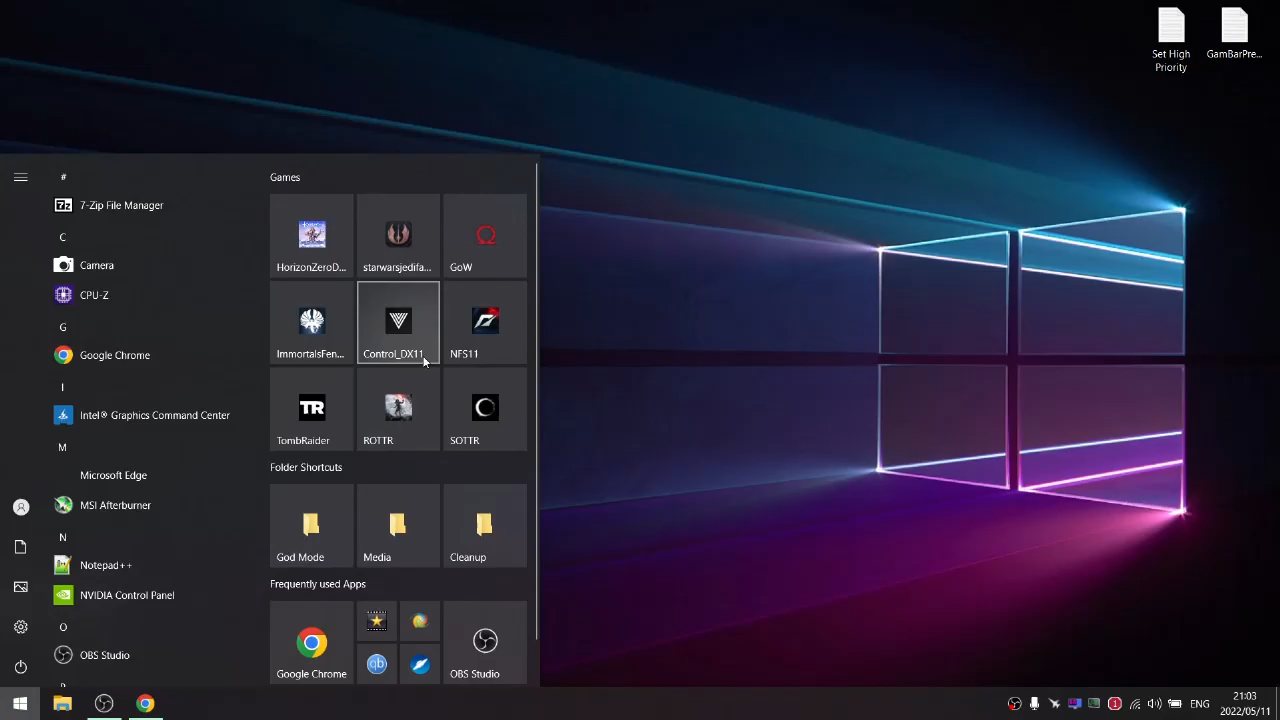 Set High
Priority
GamBarPre...
#
7-Zip File Manager
C
Camera
CPU-Z
G
Google Chrome
I
Intel® Graphics Command Center
M
Microsoft Edge
MSI Afterburner
N
Notepad++
NVIDIA Control Panel
O
OBS Studio
Games
HorizonZeroD...
starwarsjedifa...
GoW
ImmortalsFen...
Control_DX11
NFS11
TR
TombRaider
ROTTR
SOTTR
Folder Shortcuts
God Mode
Media
Cleanup
Frequently used Apps
Google Chrome
qb
OBS Studio
ENG
21:03
2022/05/11